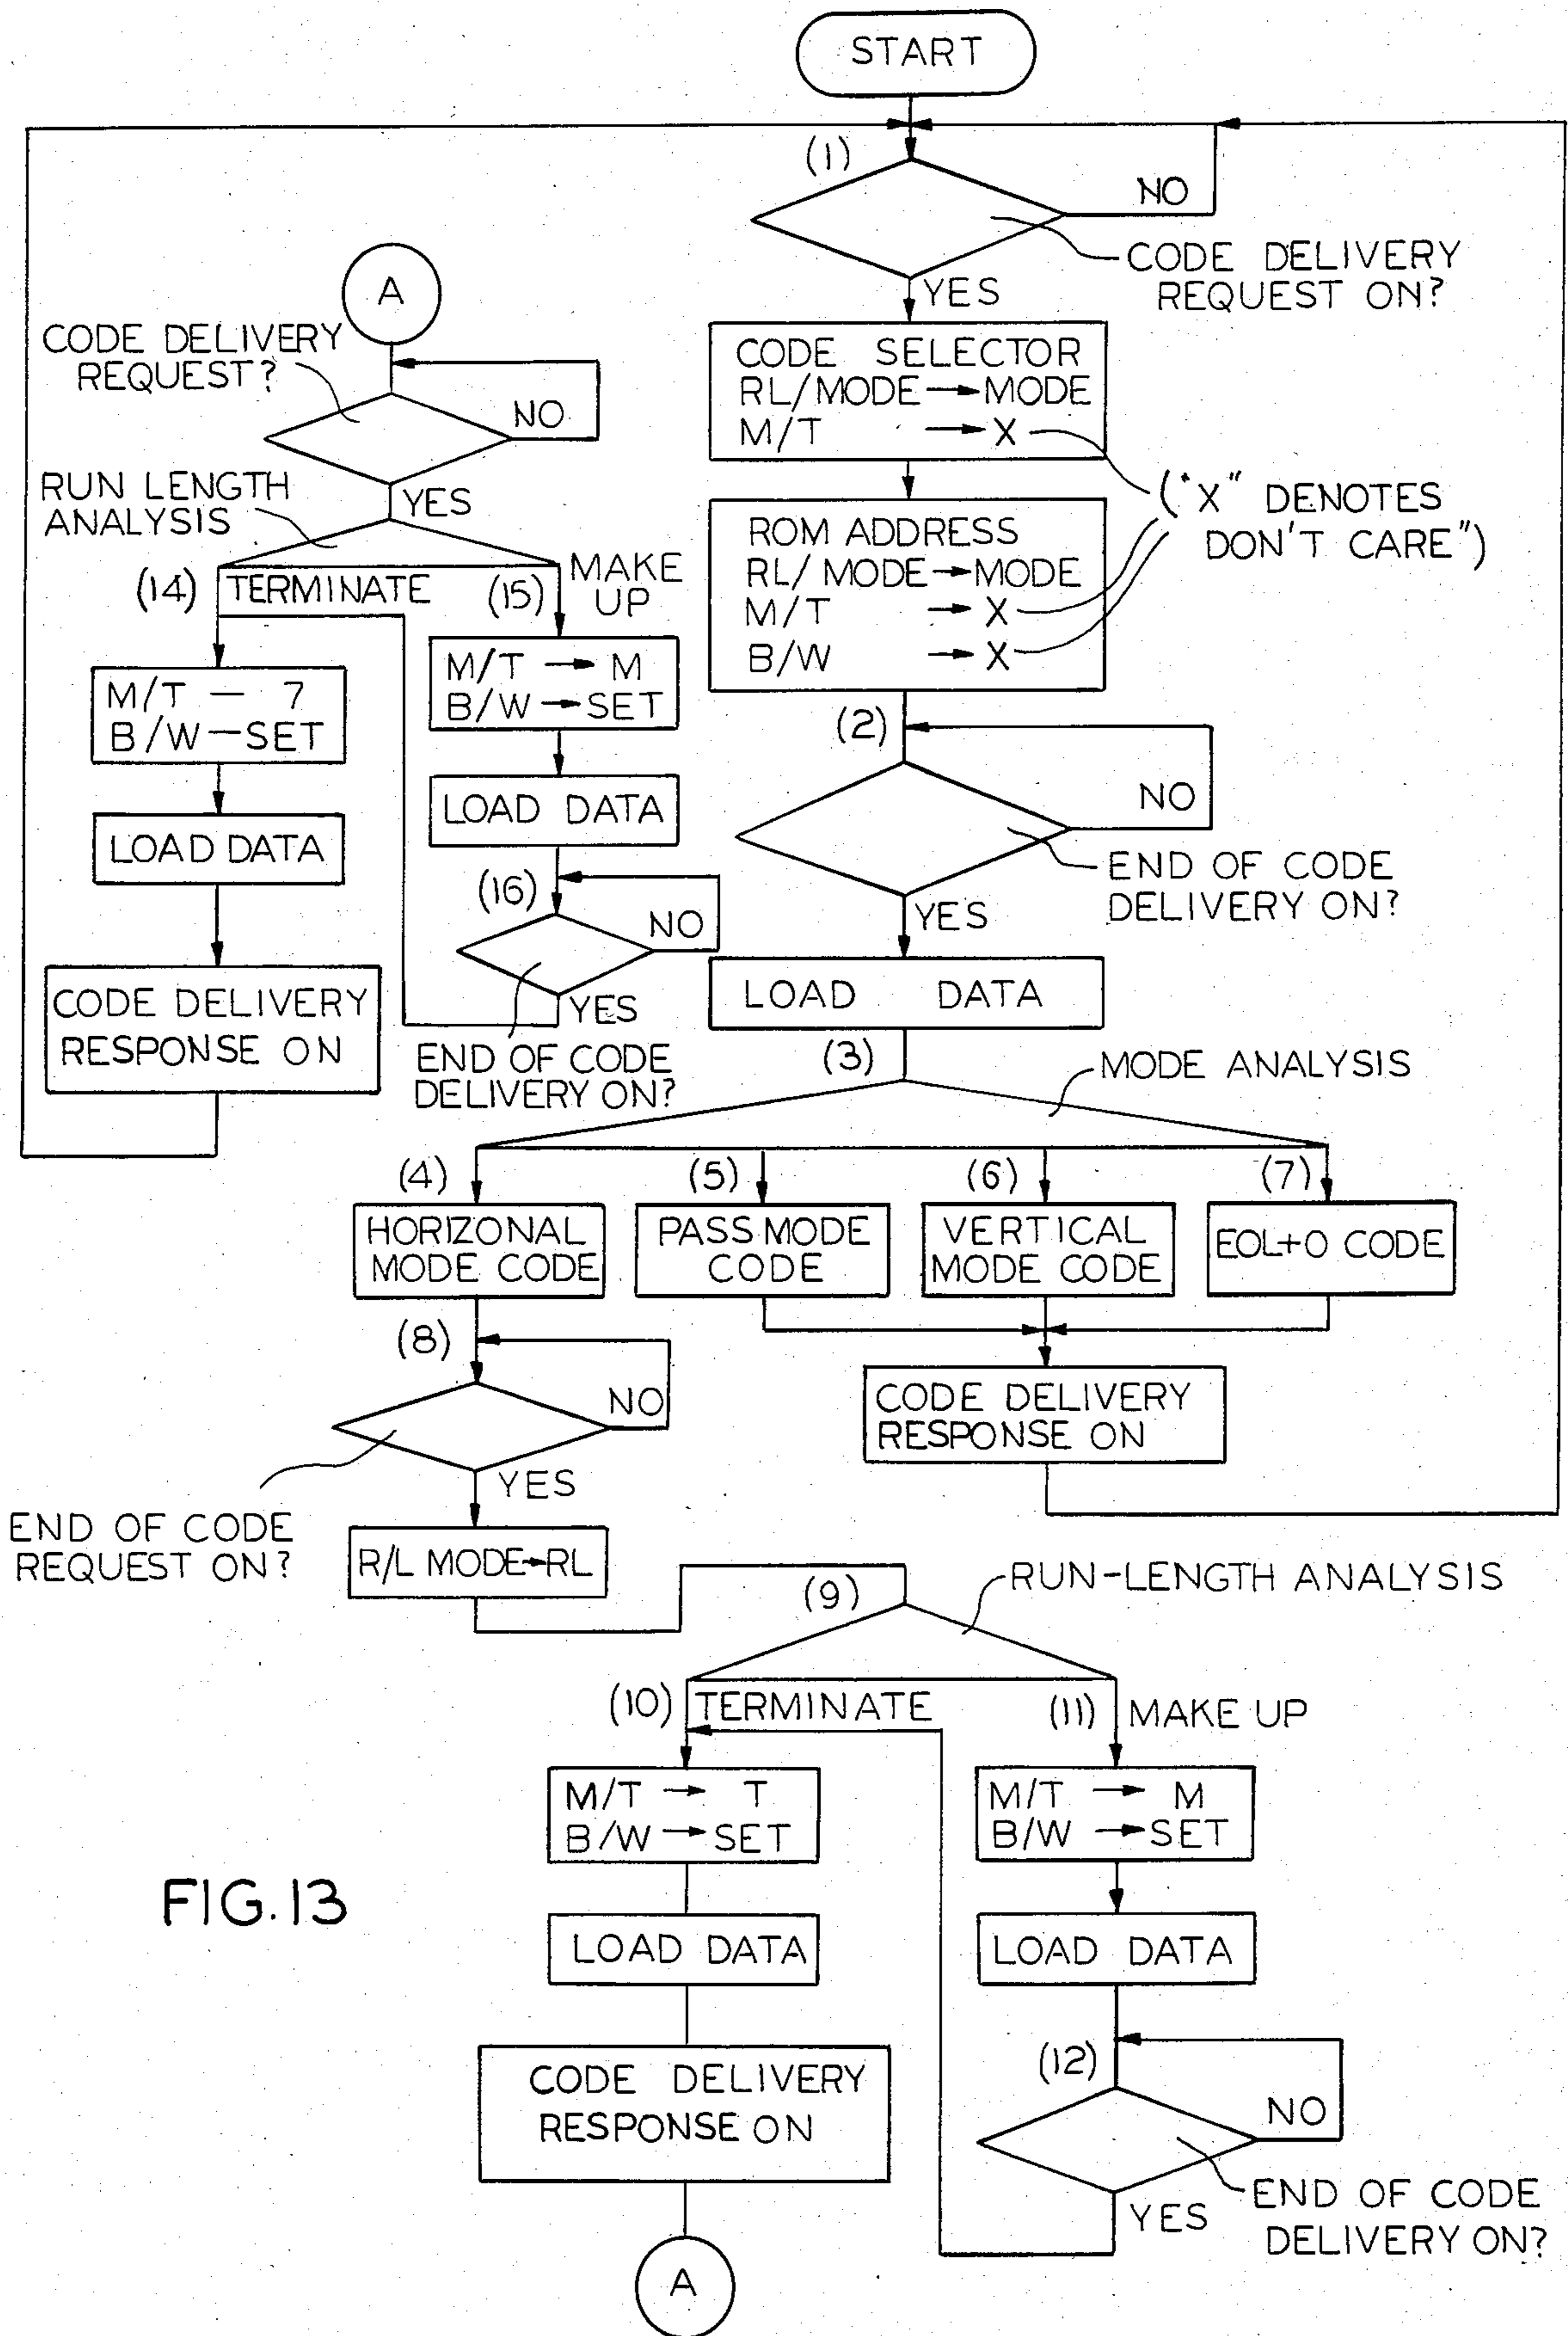 START
(1)
NO
CODE DELIVERY
REQUEST ON?
YES
CODE SELECTOR
RL/MODE→MODE
M/T → X
("X" DENOTES
DON'T CARE")
ROM ADDRESS
RL/MODE→MODE
M/T → X
B/W → X
(2)
NO
END OF CODE
DELIVERY ON?
YES
LOAD DATA
(3)
MODE ANALYSIS
(4)
HORIZONAL
MODE CODE
(5)
PASS MODE
CODE
(6)
VERTICAL
MODE CODE
(7)
EOL+0 CODE
CODE DELIVERY
RESPONSE ON
(8)
NO
YES
END OF CODE
REQUEST ON?
R/L MODE→RL
(9)
RUN-LENGTH ANALYSIS
(10)
TERMINATE
(11)
MAKE UP
M/T → T
B/W → SET
LOAD DATA
CODE DELIVERY
RESPONSE ON
A
M/T → M
B/W → SET
LOAD DATA
(12)
NO
YES
END OF CODE
DELIVERY ON?
A
CODE DELIVERY
REQUEST?
NO
YES
RUN LENGTH
ANALYSIS
(14)
TERMINATE
(15)
MAKE
UP
M/T — 7
B/W — SET
LOAD DATA
CODE DELIVERY
RESPONSE ON
M/T → M
B/W → SET
LOAD DATA
(16)
NO
YES
END OF CODE
DELIVERY ON?
FIG. 13